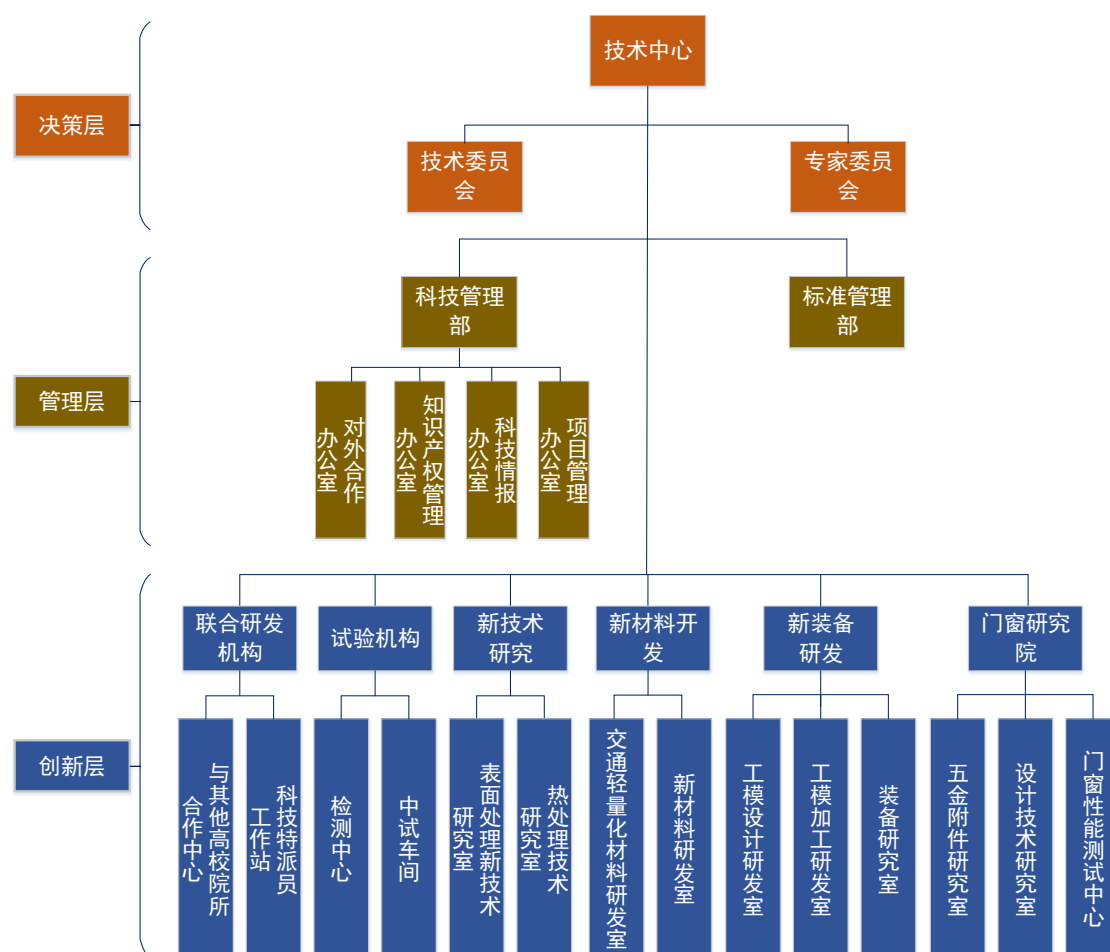 技术中心
决策层
技术委员
会
专家委员
会
科技管理
部
标准管理
部
管理层
对外合作
办公室
知识产权管理
办公室
科技情报
办公室
项目管理
办公室
联合研发
机构
试验机构
新技术
研究
新材料开
发
新装备
研发
门窗研究
院
创新层
与其他高校院所
合作中心
科技特派员
工作站
检测中心
中试车间
表面处理新技术
研究室
热处理技术
研究室
交通轻量化材料研发室
新材料研发室
工模设计研发室
工模加工研发室
装备研究室
五金附件研究室
设计技术研究室
门窗性能测试中心